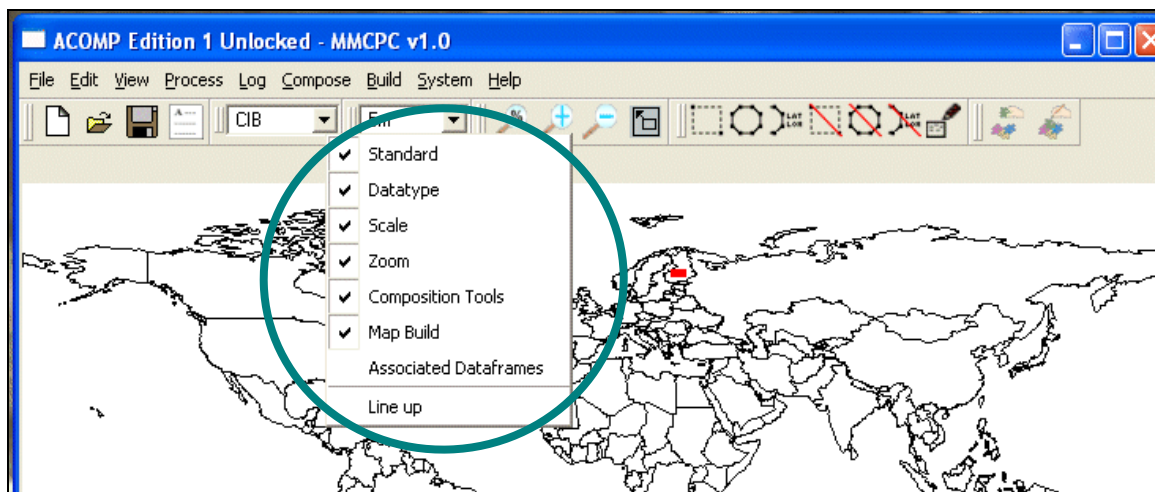 ACOMP Edition 1 Unlocked - MMCPC v1.0
File Edit View Process Log Compose Build System Help
CIB
Standard
Datatype
Scale
Zoom
Composition Tools
Map Build
Associated Dataframes
Line up